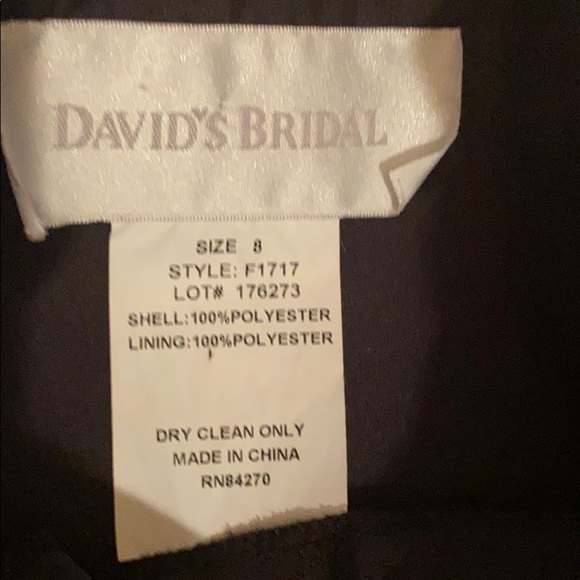 DAVID'S BRIDAL
SIZE 8
STYLE: F1717
LOT# 176273
SHELL:100%POLYESTER
LINING:100%POLYESTER
DRY CLEAN ONLY
MADE IN CHINA
RN84270